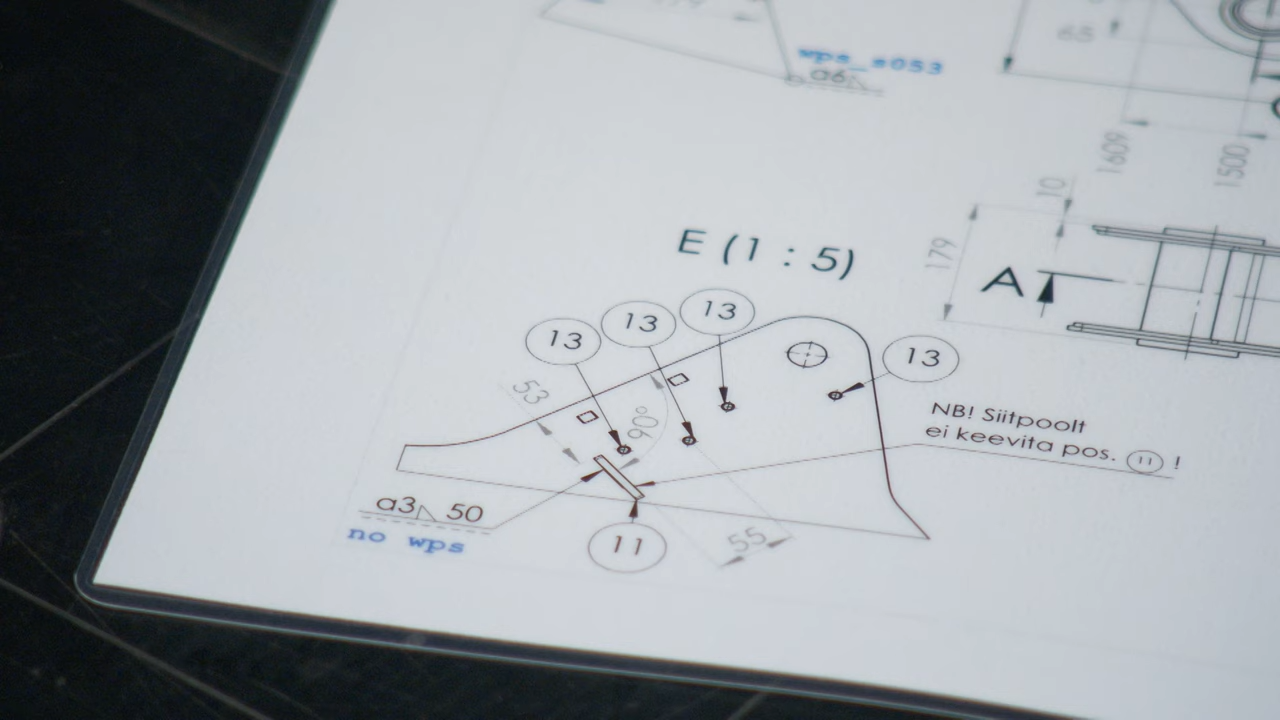 wps_s053
a6
65
1609
1500
10
179
A
E (1 : 5)
13
13
13
13
53
90°
NB! Siitpoolt
ei keevita pos. 11 !
a3 50
no wps
11
55